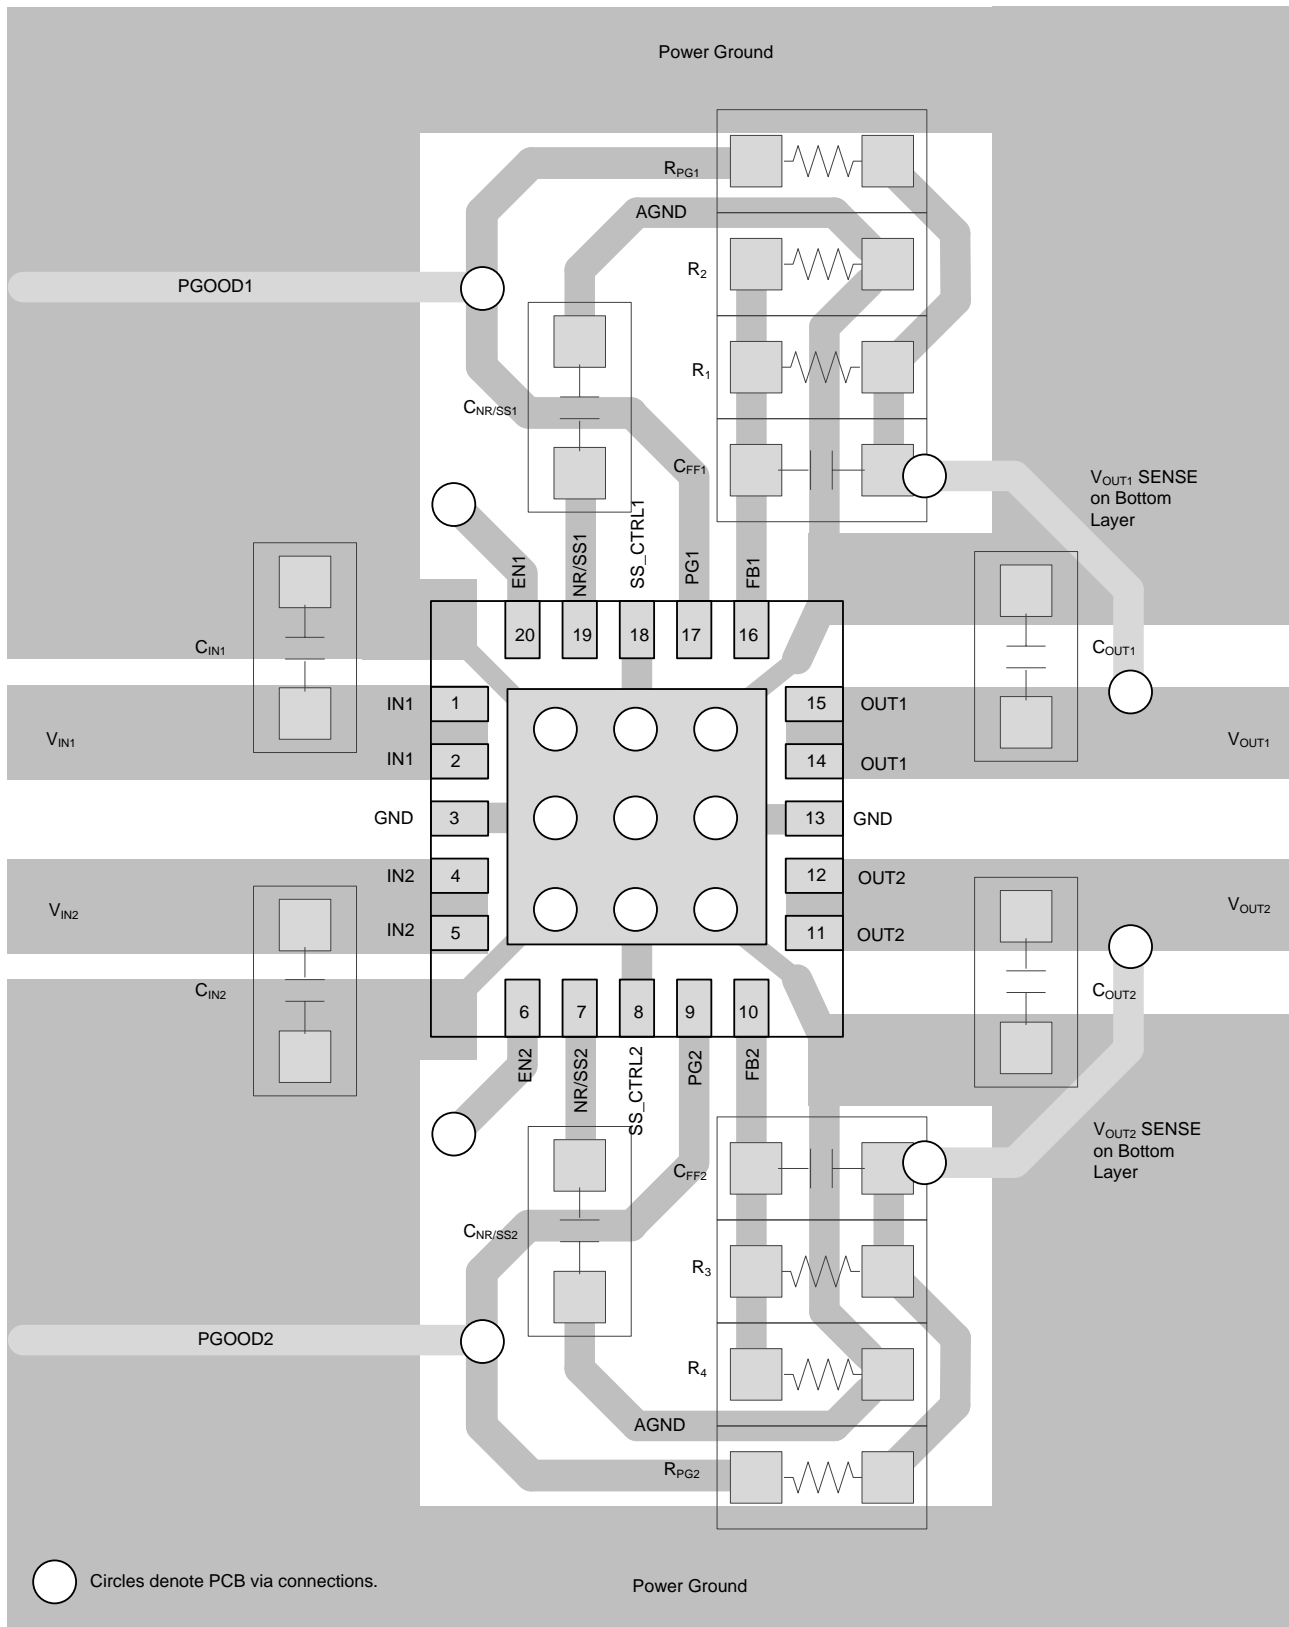 Power Ground
RPG1
AGND
R2
PGOOD1
R1
CNR/SS1
CFF1
VOUT1 SENSE
on Bottom
Layer
EN1
NR/SS1
SS_CTRL1
PG1
FB1
20
19
18
17
16
CIN1
COUT1
IN1
1
15
OUT1
VIN1
VOUT1
IN1
2
14
OUT1
GND
3
13
GND
IN2
4
12
OUT2
VIN2
VOUT2
IN2
5
11
OUT2
CIN2
COUT2
6
7
8
9
10
EN2
NR/SS2
SS_CTRL2
PG2
FB2
VOUT2 SENSE
on Bottom
Layer
CFF2
CNR/SS2
R3
PGOOD2
R4
AGND
RPG2
Circles denote PCB via connections.
Power Ground